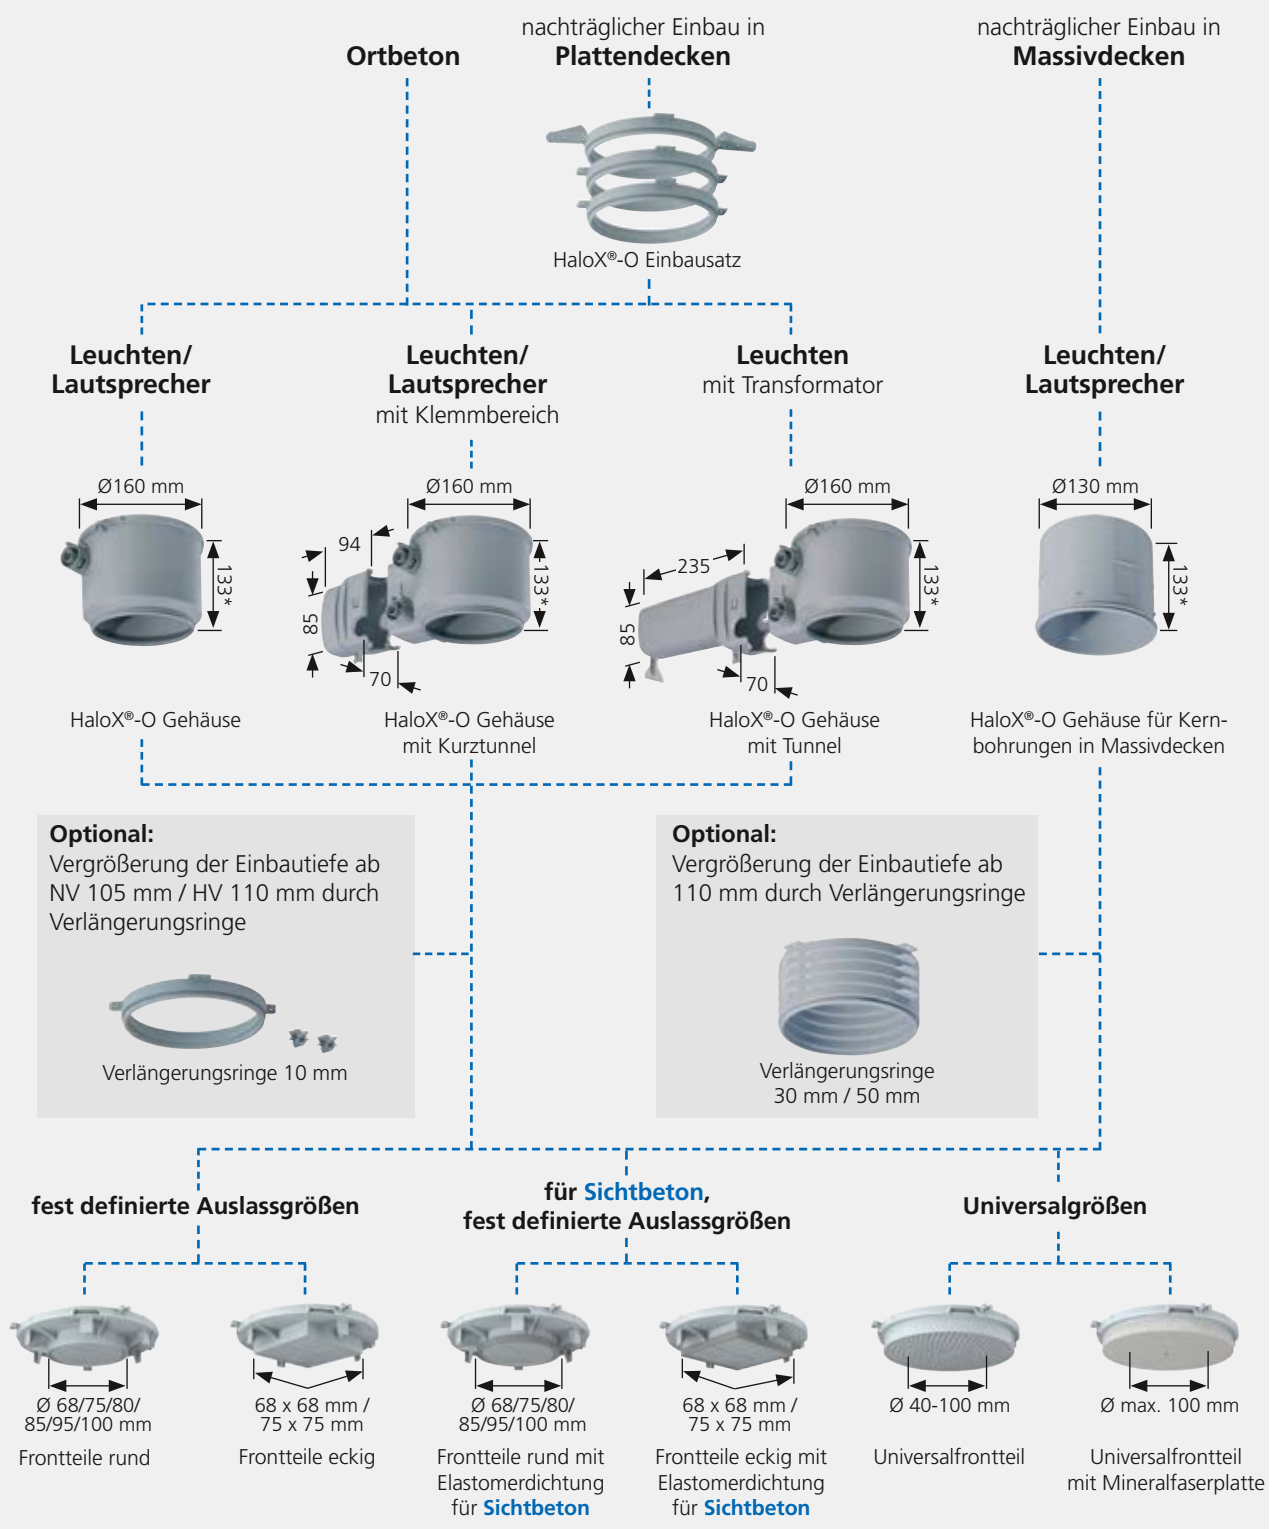 Ortbeton
nachträglicher Einbau in
Plattendecken
nachträglicher Einbau in
Massivdecken
HaloX®-O Einbausatz
Leuchten/
Lautsprecher
Leuchten/
Lautsprecher
mit Klemmbereich
Leuchten
mit Transformator
Leuchten/
Lautsprecher
Ø160 mm
133*
Ø160 mm
94
133*
85
70
Ø160 mm
235
133*
85
70
Ø130 mm
133*
HaloX®-O Gehäuse
HaloX®-O Gehäuse
mit Kurztunnel
HaloX®-O Gehäuse
mit Tunnel
HaloX®-O Gehäuse für Kern-
bohrungen in Massivdecken
Optional:
Vergrößerung der Einbautiefe ab
NV 105 mm / HV 110 mm durch
Verlängerungsringe
Verlängerungsringe 10 mm
Optional:
Vergrößerung der Einbautiefe ab
110 mm durch Verlängerungsringe
Verlängerungsringe
30 mm / 50 mm
fest definierte Auslassgrößen
für Sichtbeton,
fest definierte Auslassgrößen
Universalgrößen
Ø 68/75/80/
85/95/100 mm
Frontteile rund
68 x 68 mm /
75 x 75 mm
Frontteile eckig
Ø 68/75/80/
85/95/100 mm
Frontteile rund mit
Elastomerdichtung
für Sichtbeton
68 x 68 mm /
75 x 75 mm
Frontteile eckig mit
Elastomerdichtung
für Sichtbeton
Ø 40-100 mm
Universalfrontteil
Ø max. 100 mm
Universalfrontteil
mit Mineralfaserplatte